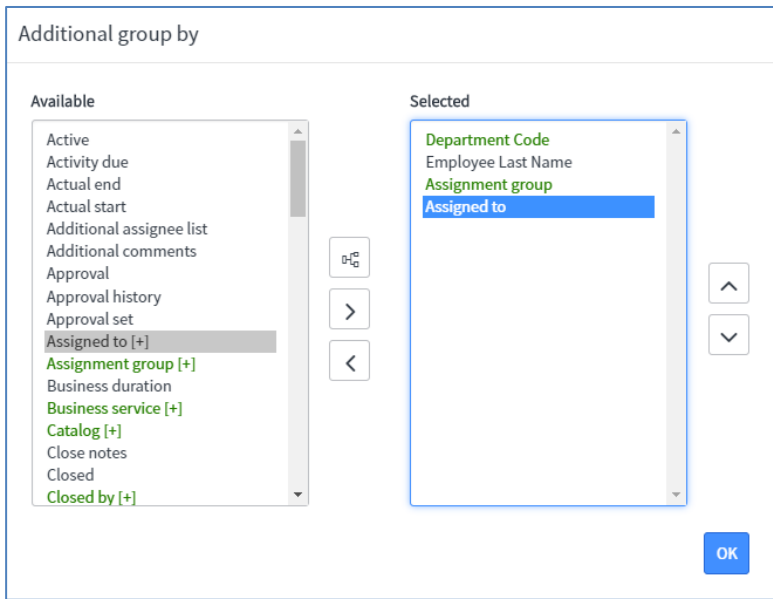 Additional group by
Available
Active
Activity due
Actual end
Actual start
Additional assignee list
Additional comments
Approval
Approval history
Approval set
Assigned to [+]
Assignment group [+]
Business duration
Business service [+]
Catalog [+]
Close notes
Closed
Closed by [+]
Selected
Department Code
Employee Last Name
Assignment group
Assigned to
OK